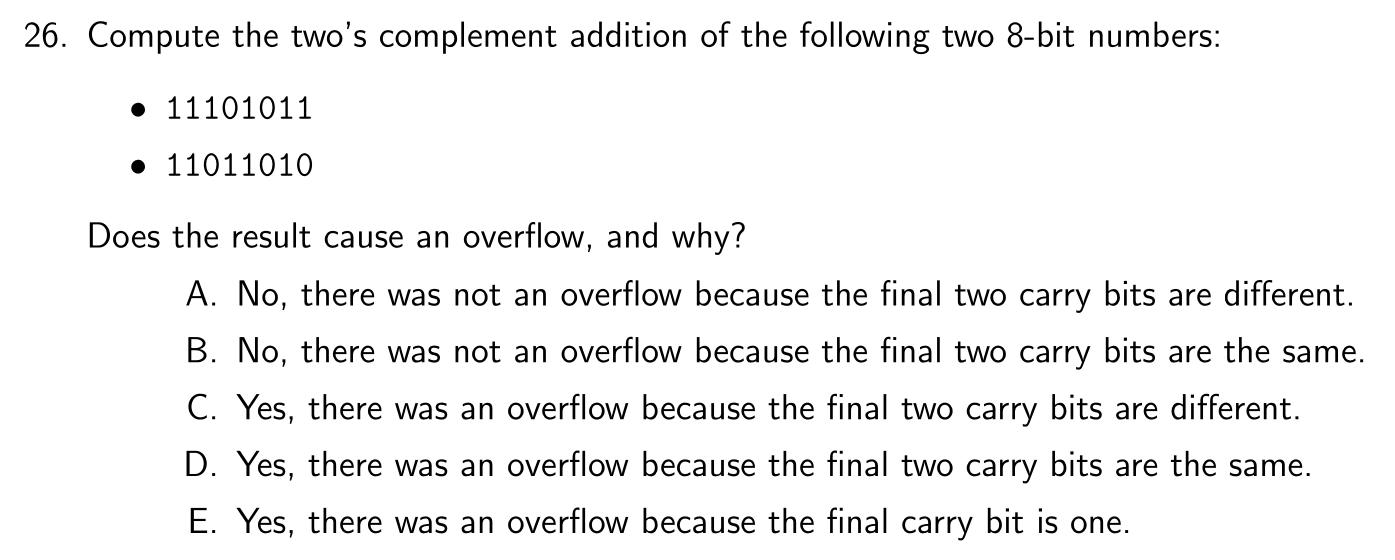 26. Compute the two's complement addition of the following two 8-bit numbers:
• 11101011
• 11011010
Does the result cause an overflow, and why?
A. No, there was not an overflow because the final two carry bits are different.
B. No, there was not an overflow because the final two carry bits are the same.
C. Yes, there was an overflow because the final two carry bits are different.
D. Yes, there was an overflow because the final two carry bits are the same.
E. Yes, there was an overflow because the final carry bit is one.